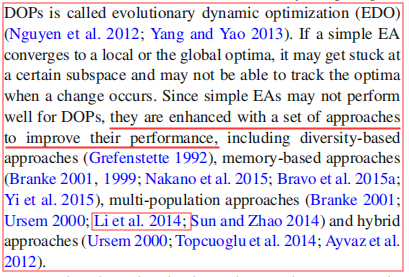 DOPs is called evolutionary dynamic optimization (EDO)
(Nguyen et al. 2012; Yang and Yao 2013). If a simple EA
converges to a local or the global optima, it may get stuck at
a certain subspace and may not be able to track the optima
when a change occurs. Since simple EAs may not perform
well for DOPs, they are enhanced with a set of approaches
to improve their performance, including diversity-based
approaches (Grefenstette 1992), memory-based approaches
(Branke 2001, 1999; Nakano et al. 2015; Bravo et al. 2015a;
Yi et al. 2015), multi-population approaches (Branke 2001;
Ursem 2000; Li et al. 2014; Sun and Zhao 2014) and hybrid
approaches (Ursem 2000; Topcuoglu et al. 2014; Ayvaz et al.
2012).